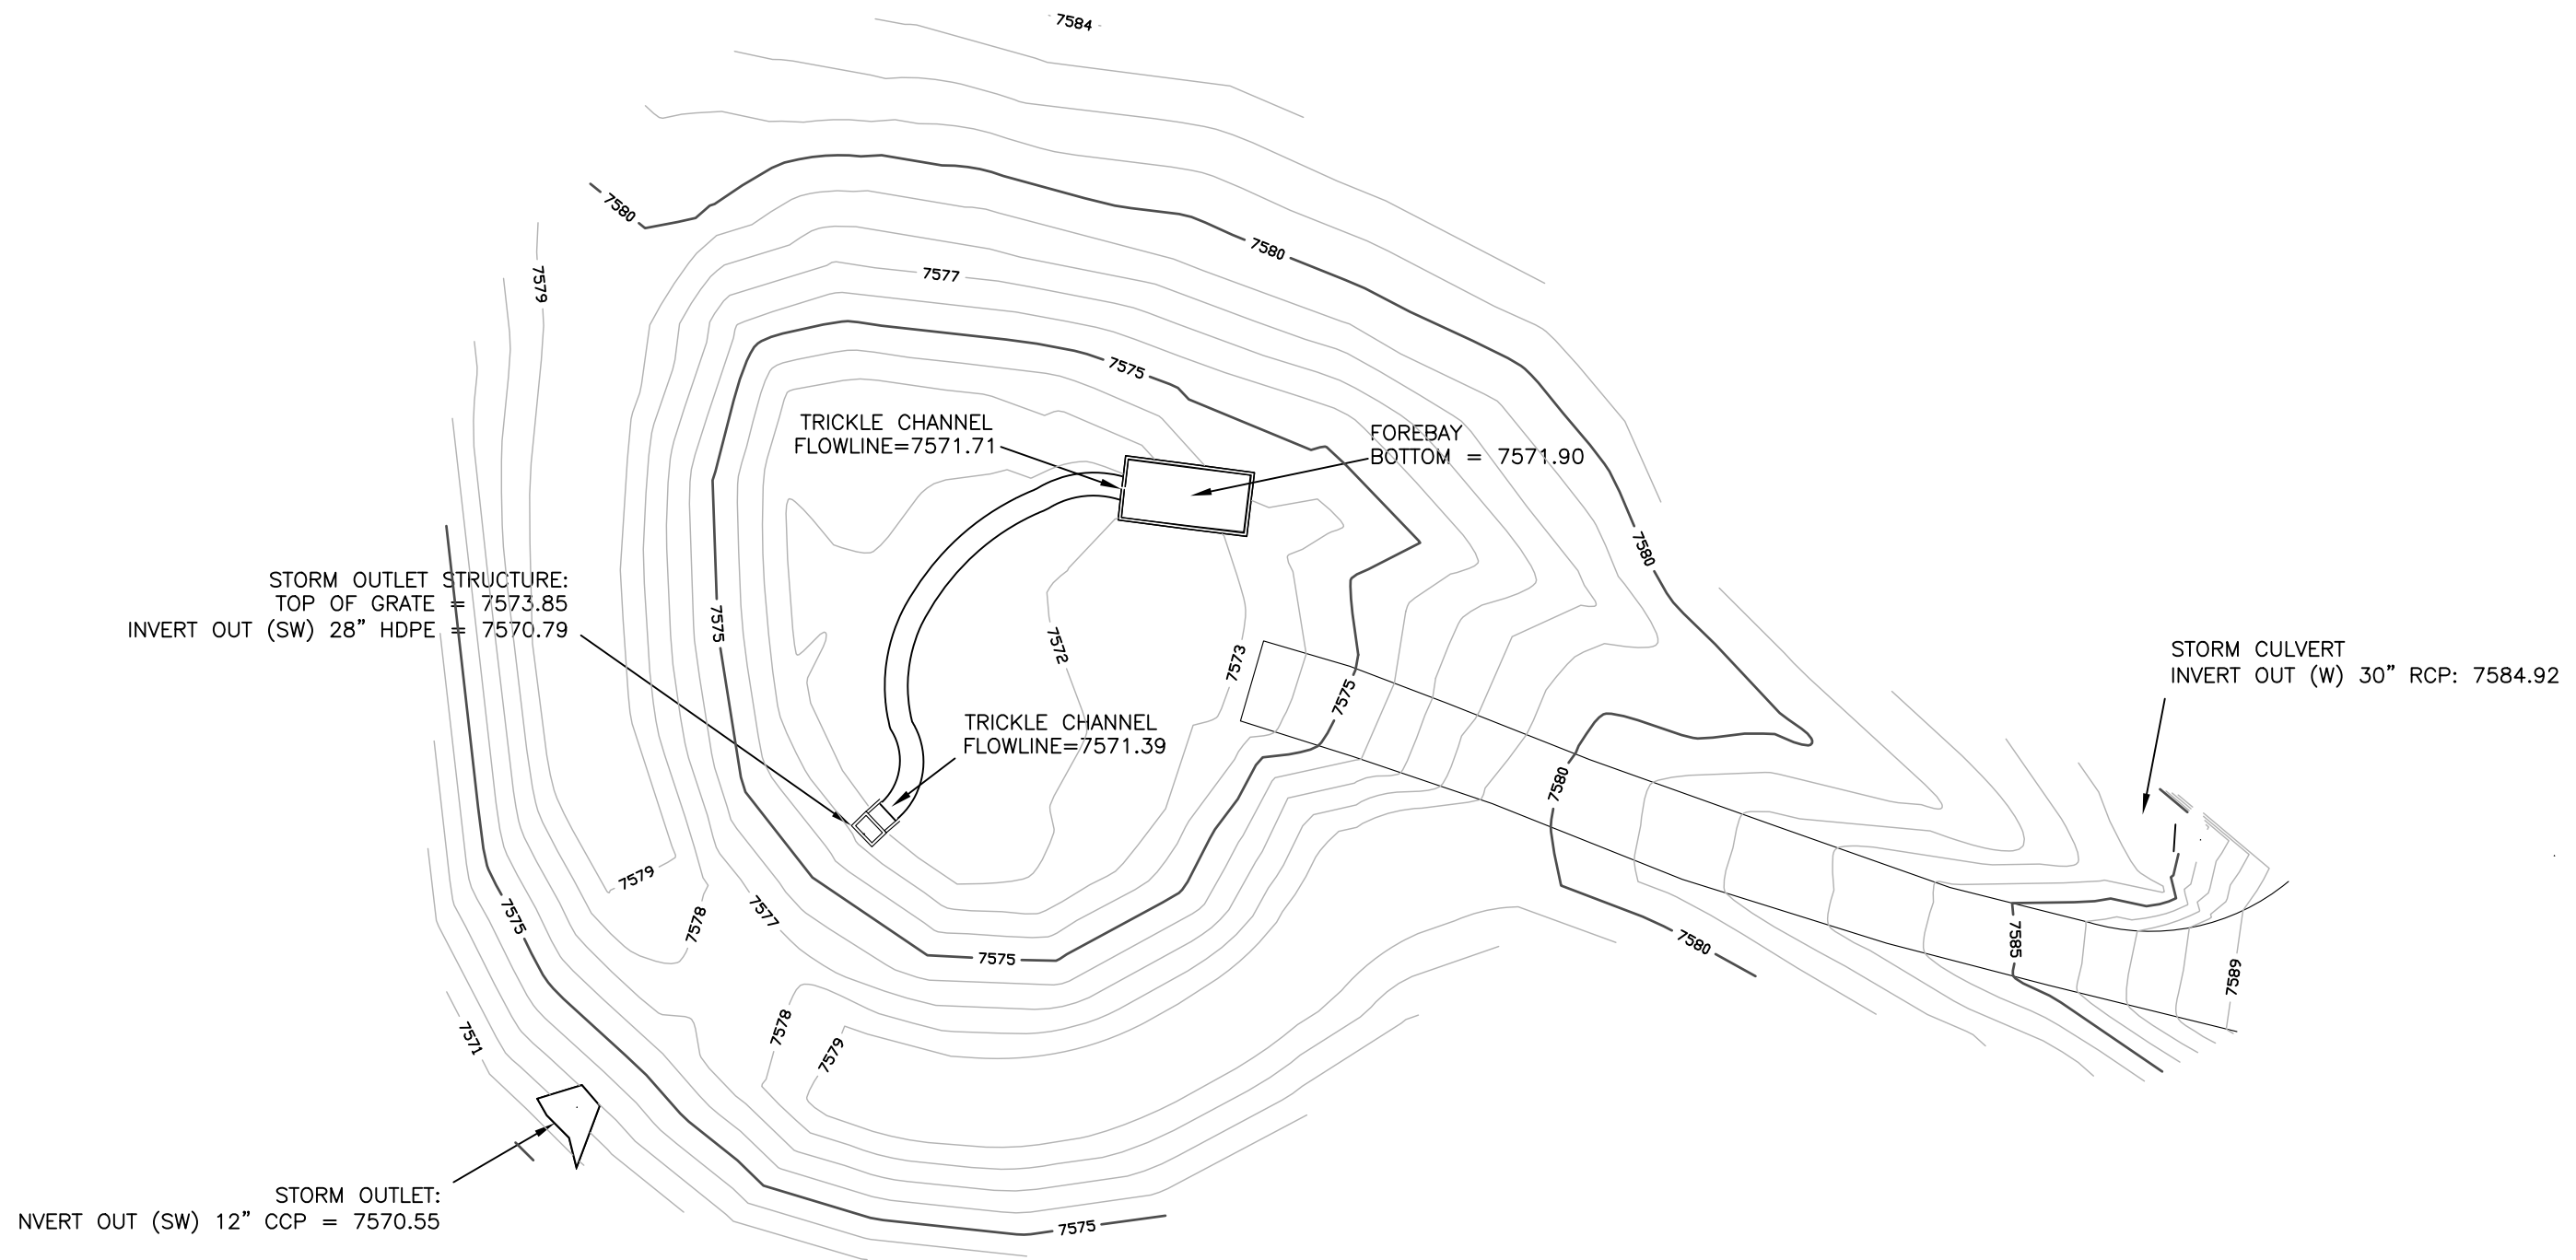 7584
7580
7580
7579
7577
7575
TRICKLE CHANNEL
FLOWLINE=7571.71
FOREBAY
BOTTOM = 7571.90
7580
STORM OUTLET STRUCTURE:
TOP OF GRATE = 7573.85
INVERT OUT (SW) 28" HDPE = 7570.79
7575
7572
7573
7575
STORM CULVERT
INVERT OUT (W) 30" RCP: 7584.92
TRICKLE CHANNEL
FLOWLINE=7571.39
7580
7579
7578
7577
7575
7575
7580
7585
7589
7578
7579
7571
STORM OUTLET:
NVERT OUT (SW) 12" CCP = 7570.55
7575